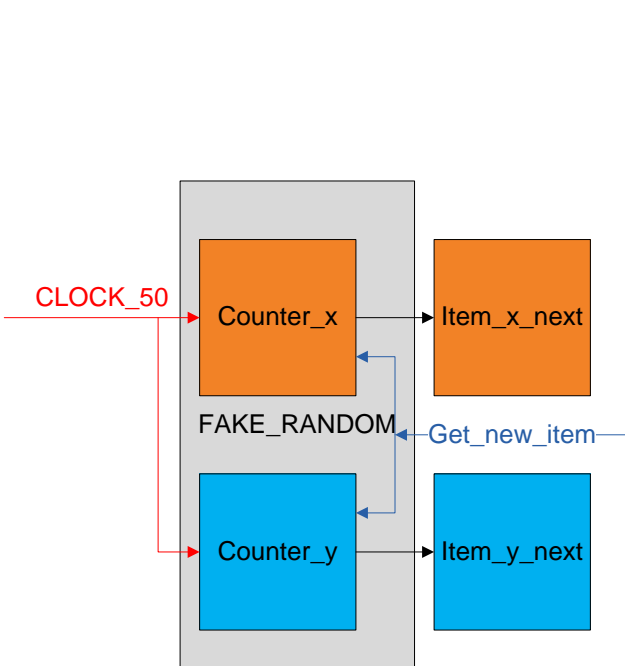 CLOCK_50
Counter_x
Item_x_next
FAKE_RANDOM
Get_new_item
Counter_y
Item_y_next